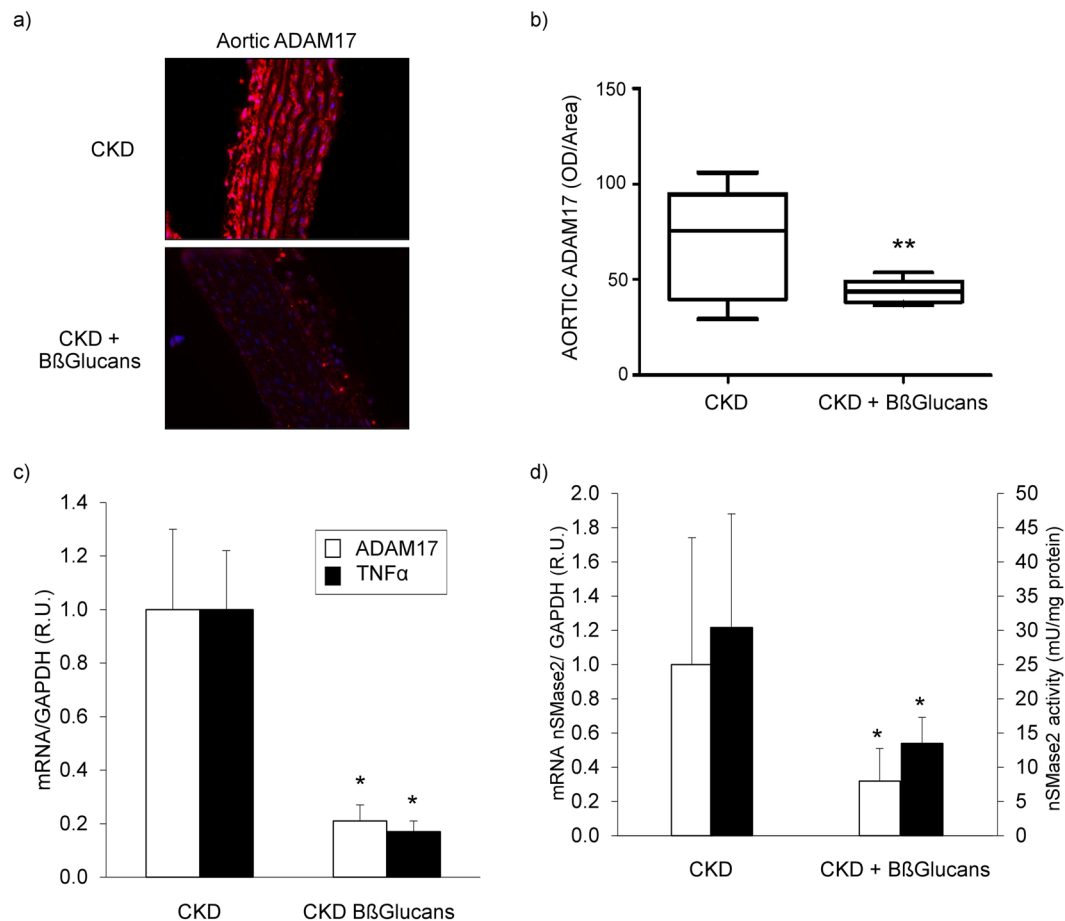 a)
Aortic ADAM17
CKD
CKD +
BßGlucans
b)
AORTIC ADAM17 (OD/Area)
150
100
50
0
**
CKD
CKD + BßGlucans
c)
mRNA/GAPDH (R.U.)
1.4
1.2
1.0
0.8
0.6
0.4
0.2
0.0
ADAM17
TNFα
*
*
CKD
CKD BßGlucans
d)
mRNA nSMase2/ GAPDH (R.U.)
2.0
1.8
1.6
1.4
1.2
1.0
0.8
0.6
0.4
0.2
0.0
*
*
50
45
40
35
30
25
20
15
10
5
0
nSMase2 activity (mU/mg protein)
CKD
CKD + BßGlucans